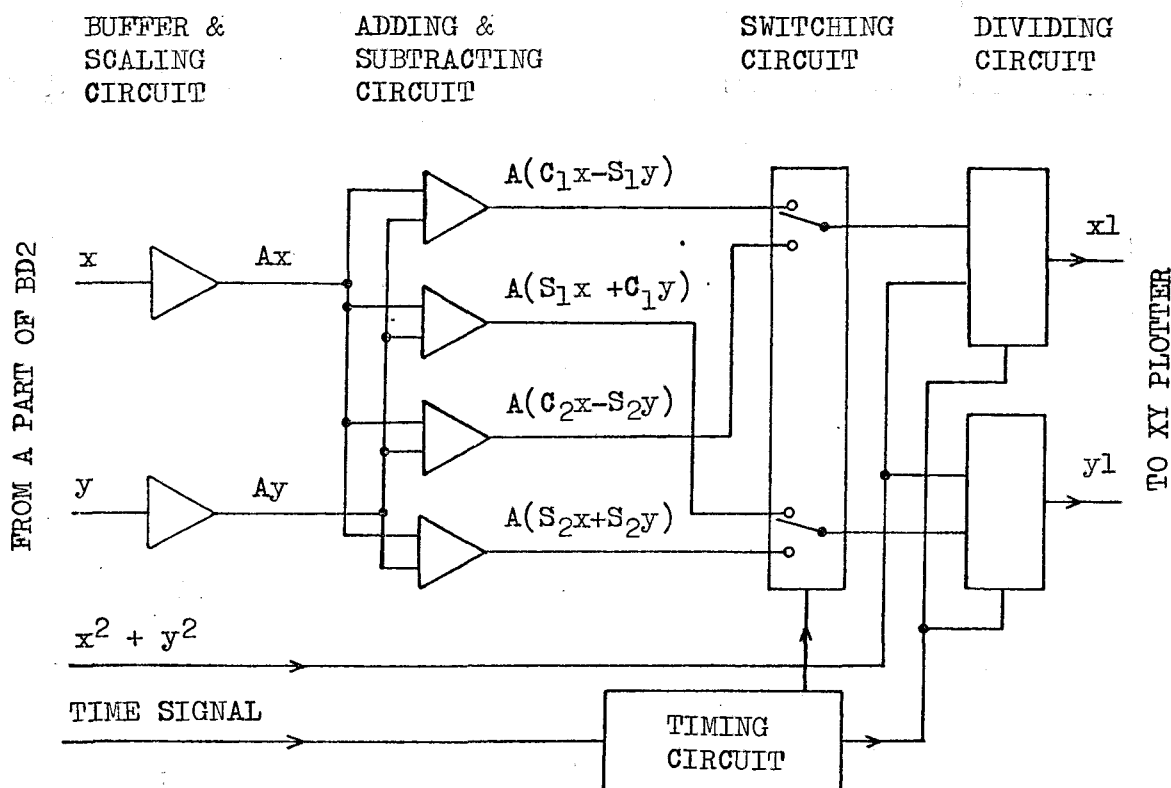 BUFFER &
SCALING
CIRCUIT
ADDING &
SUBTRACTING
CIRCUIT
SWITCHING
CIRCUIT
DIVIDING
CIRCUIT
FROM A PART OF BD2
x
Ax
y
Ay
A(C₁x-S₁y)
A(S₁x +C₁y)
A(C₂x-S₂y)
A(S₂x+S₂y)
x1
y1
TO XY PLOTTER
x² + y²
TIME SIGNAL
TIMING
CIRCUIT